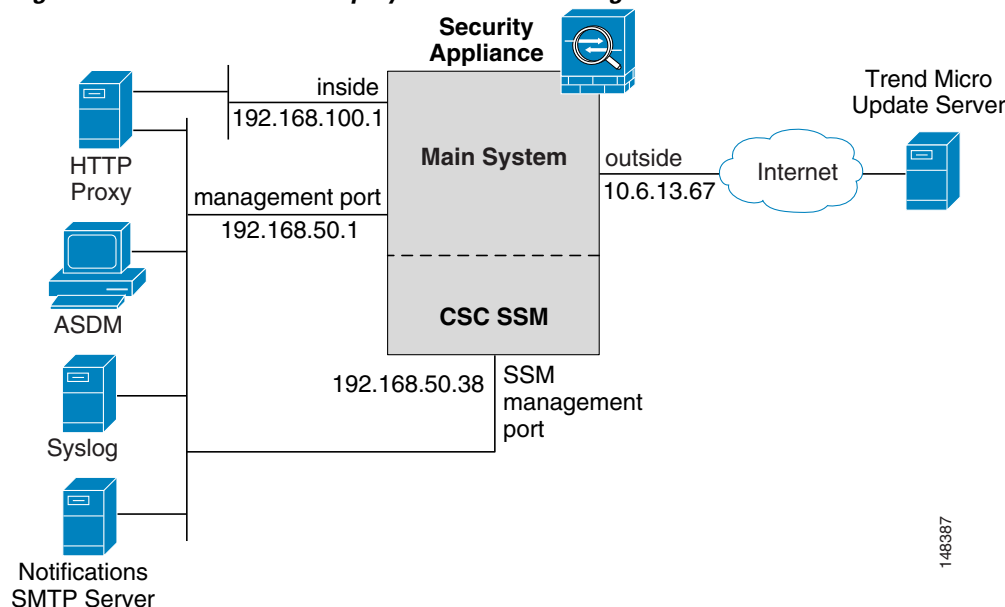 Security
Appliance
inside
192.168.100.1
Trend Micro
Update Server
HTTP
Proxy
Main System
outside
10.6.13.67
Internet
management port
192.168.50.1
ASDM
CSC SSM
192.168.50.38
SSM
management
port
Syslog
Notifications
SMTP Server
148387